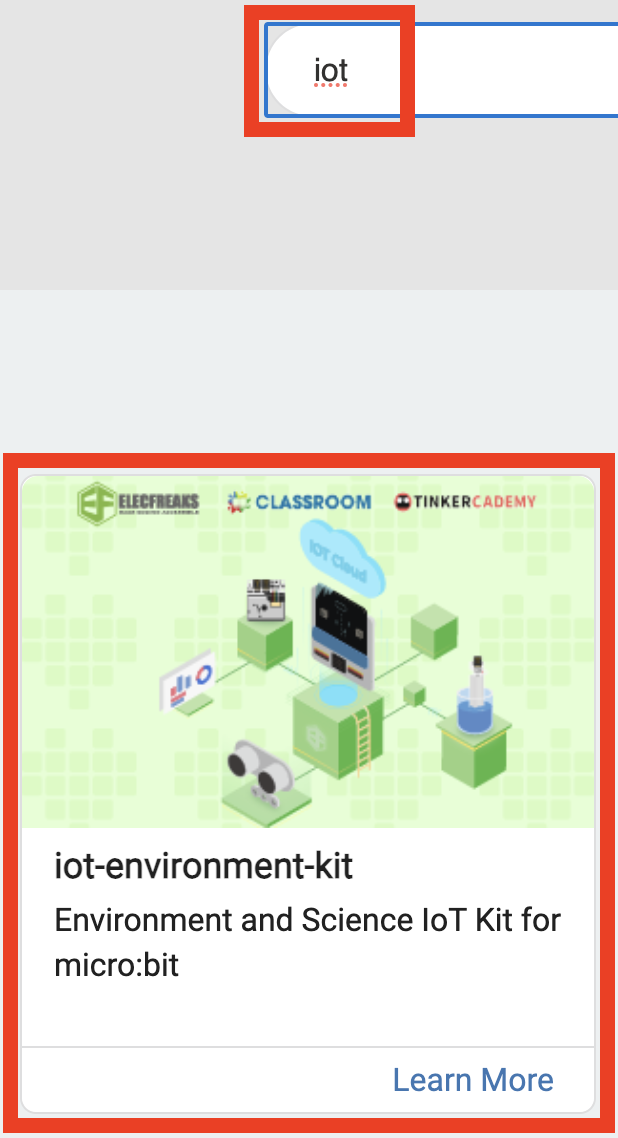 iot
ELECFREAKS CLASSROOM TINKERCADEMY
IOT Cloud
iot-environment-kit
Environment and Science IoT Kit for
micro:bit
Learn More